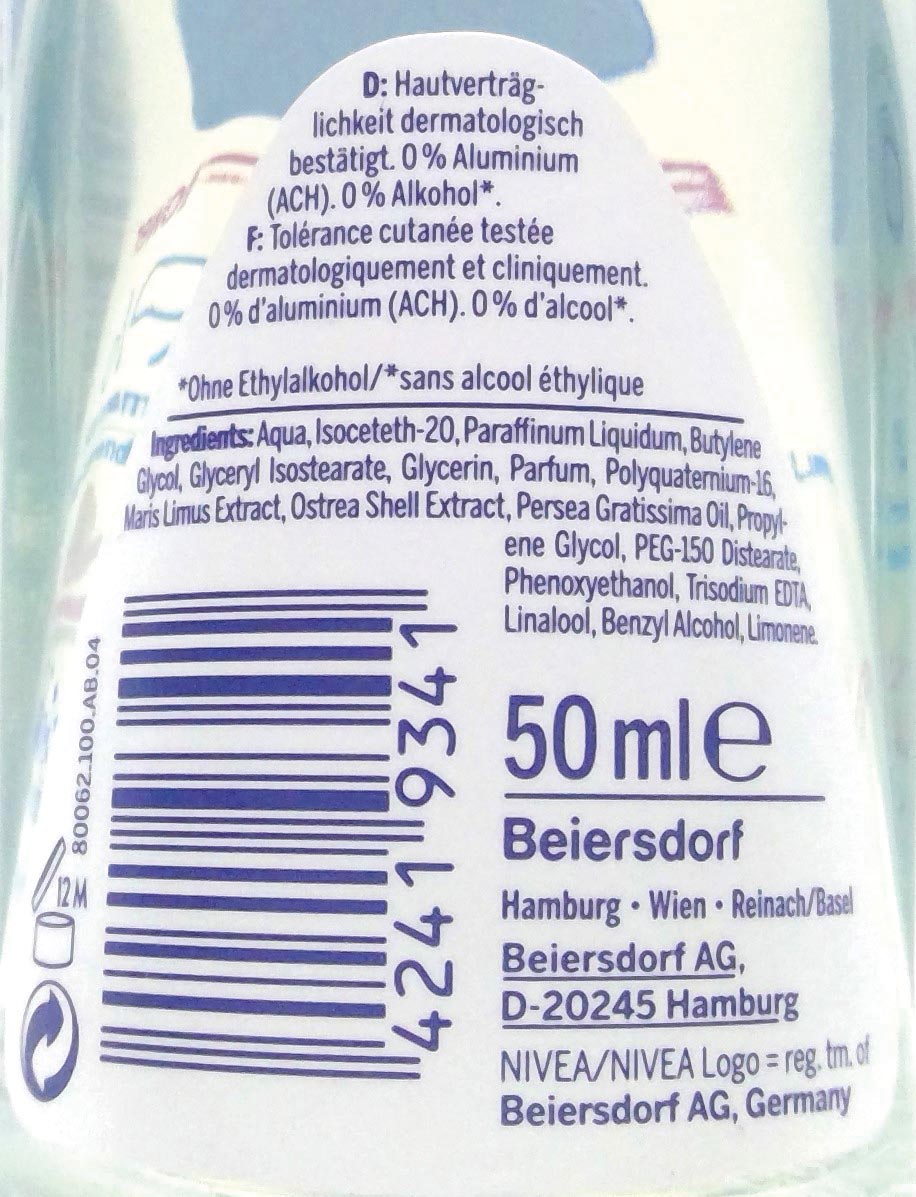 D: Hautverträg-
lichkeit dermatologisch
bestätigt. 0% Aluminium
(ACH). 0% Alkohol*.
F: Tolérance cutanée testée
dermatologiquement et cliniquement.
0% d'aluminium (ACH). 0% d'alcool*.
*Ohne Ethylalkohol/*sans alcool éthylique
Ingredients: Aqua, Isoceteth-20, Paraffinum Liquidum, Butylene
Glycol, Glyceryl Isostearate, Glycerin, Parfum, Polyquaternium-16,
Maris Limus Extract, Ostrea Shell Extract, Persea Gratissima Oil, Propyl-
ene Glycol, PEG-150 Distearate,
Phenoxyethanol, Trisodium EDTA,
Linalool, Benzyl Alcohol, Limonene.
80062.100.AB.04
12M
4241 9341
50 ml e
Beiersdorf
Hamburg · Wien · Reinach/Basel
Beiersdorf AG,
D-20245 Hamburg
NIVEA/NIVEA Logo = reg. tm. of
Beiersdorf AG, Germany